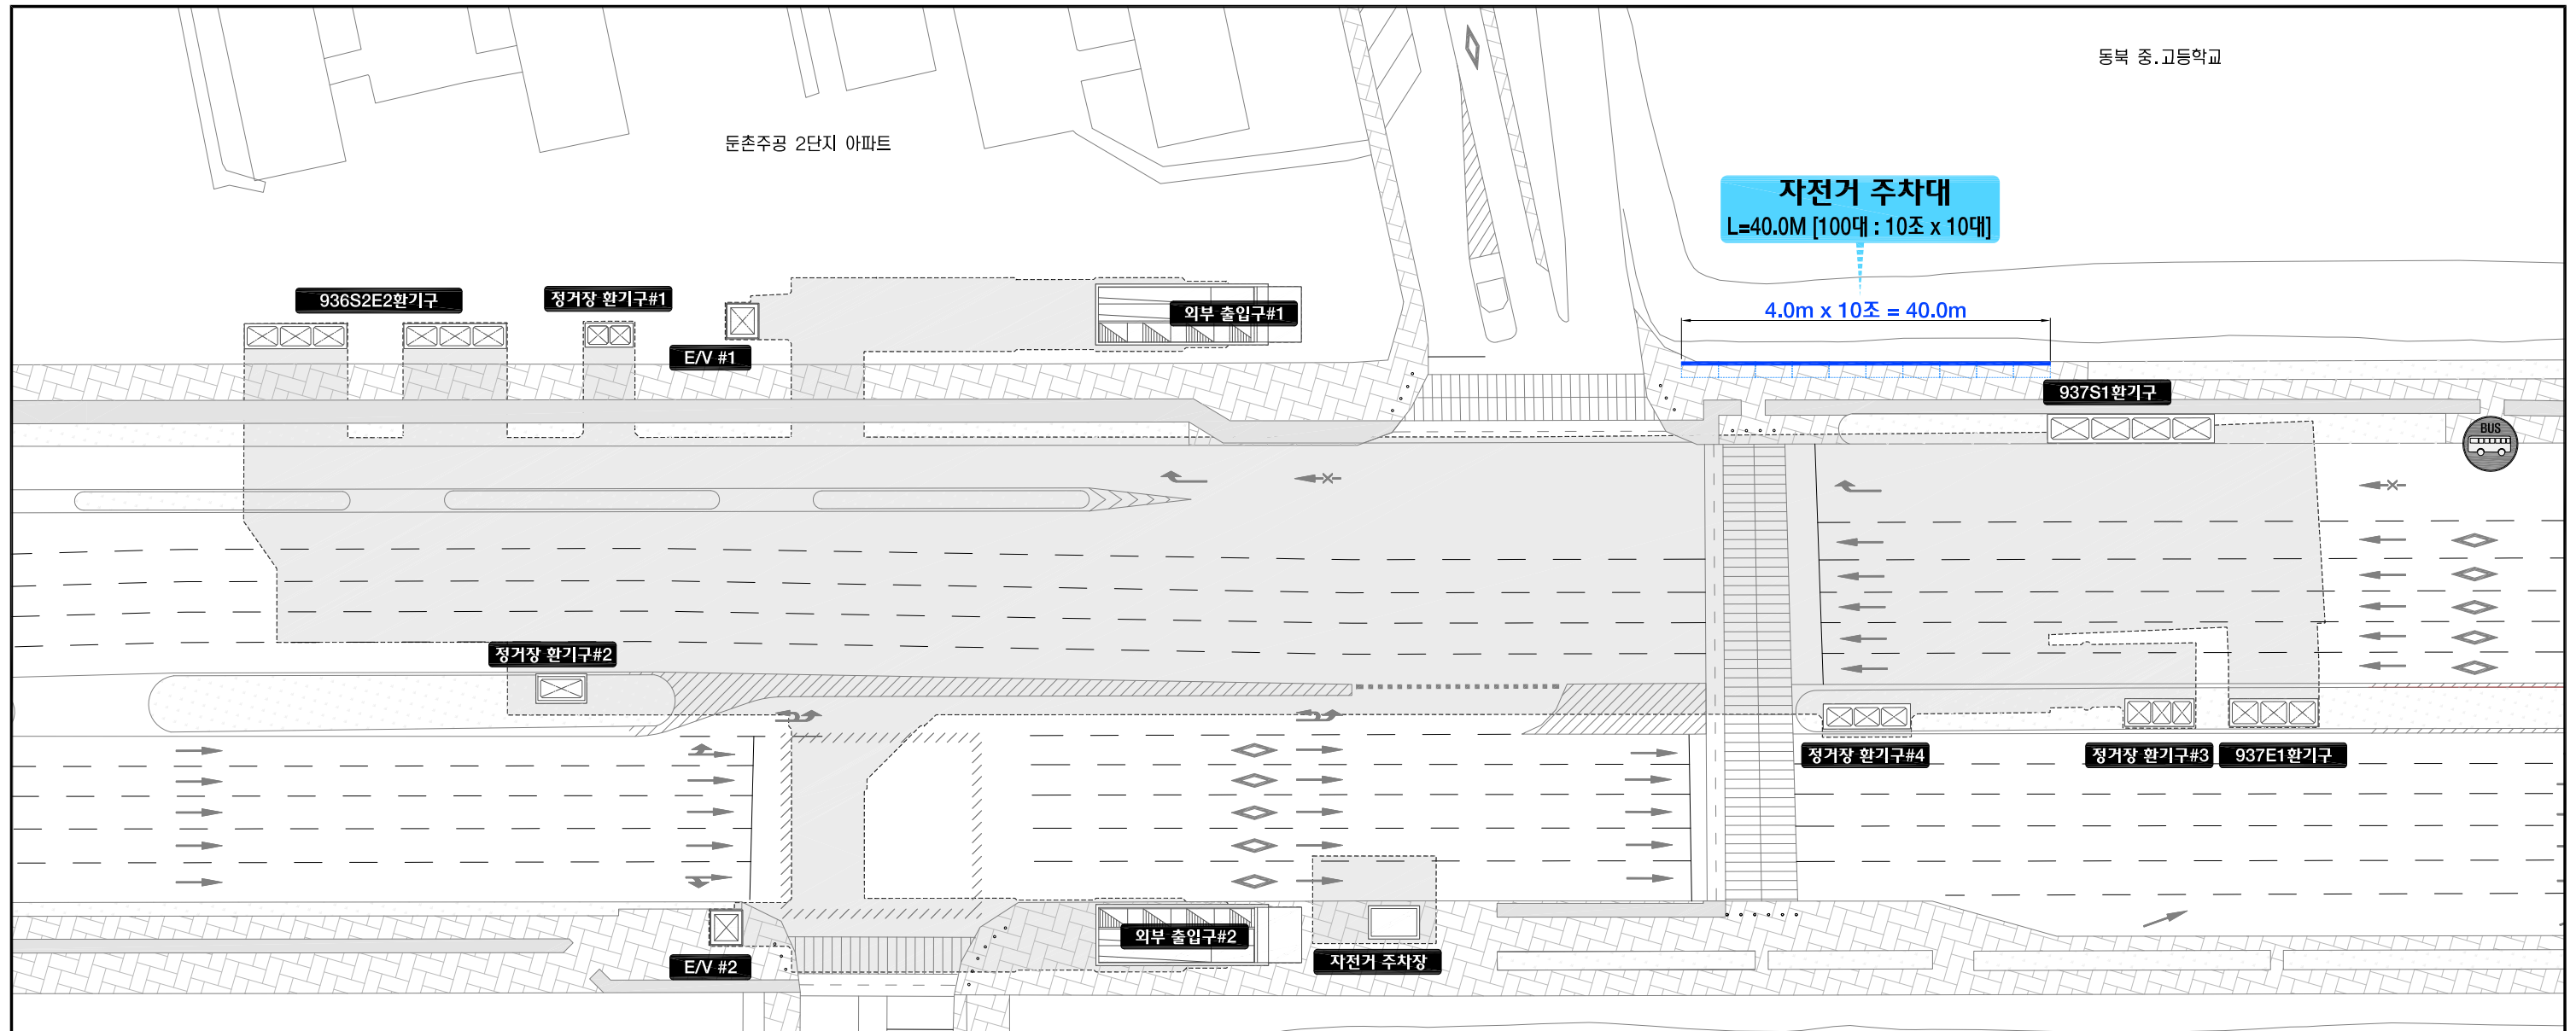 동북 중.고등학교
둔촌주공 2단지 아파트
자전거 주차대
L=40.0M [100대 : 10조 x 10대]
4.0m x 10조 = 40.0m
936S2E2환기구
정거장 환기구#1
외부 출입구#1
E/V #1
937S1환기구
BUS
정거장 환기구#2
정거장 환기구#4
정거장 환기구#3
937E1환기구
외부 출입구#2
자전거 주차장
E/V #2